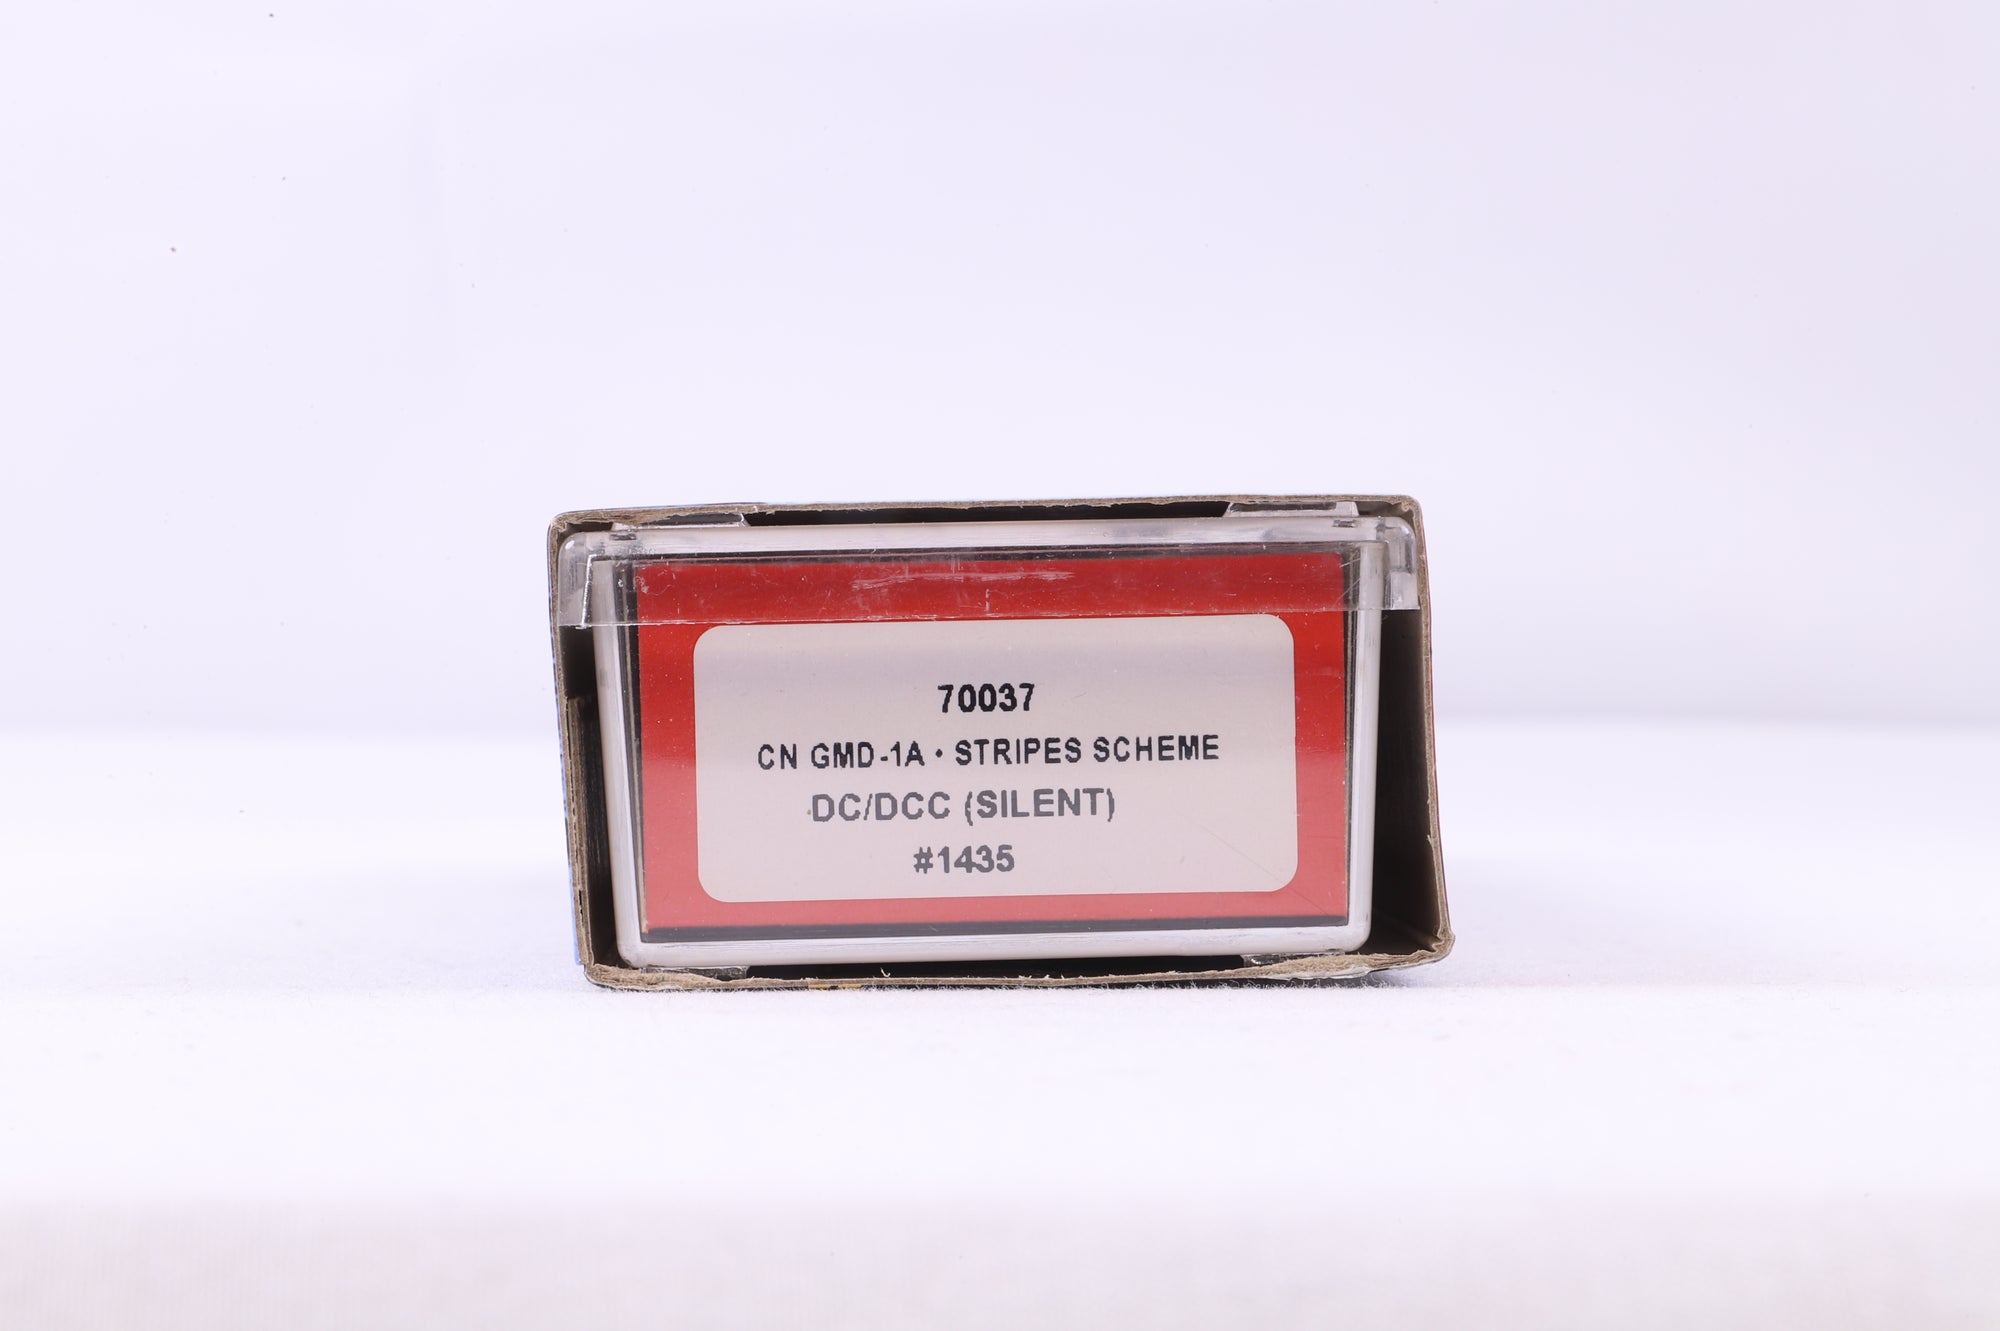 70037
CN GMD-1A • STRIPES SCHEME
DC/DCC (SILENT)
#1435